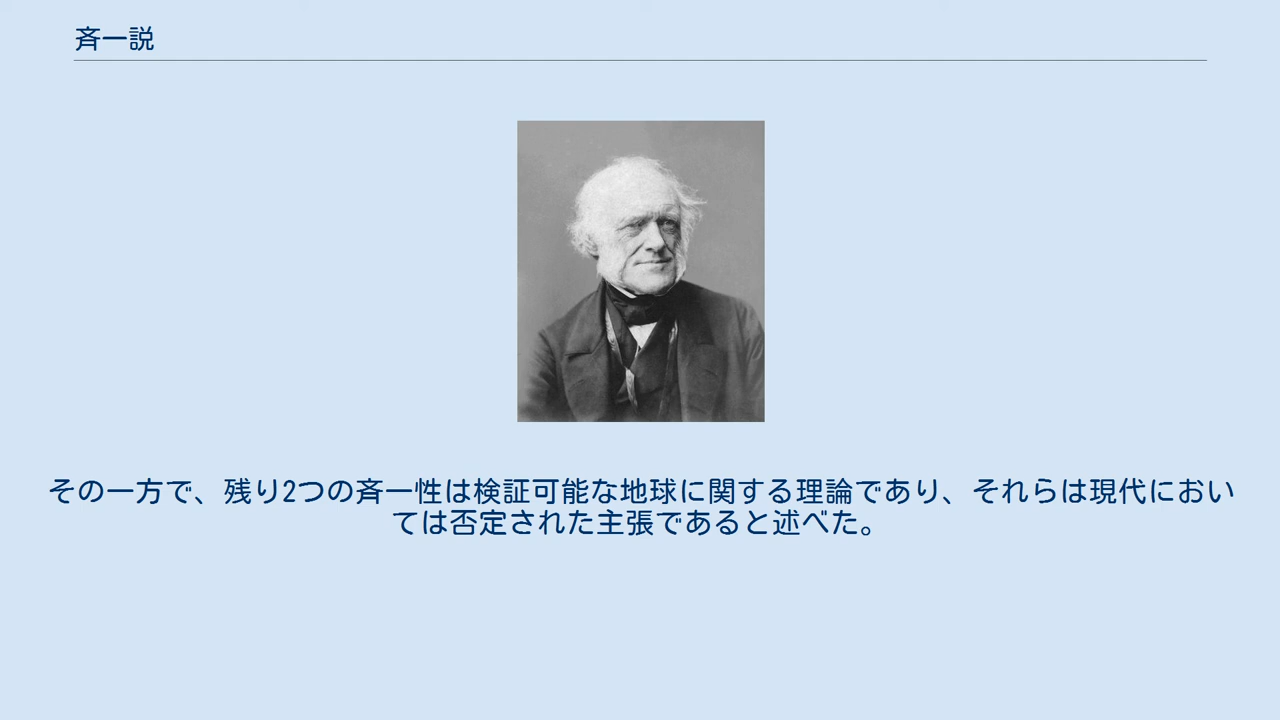 斉一説
その一方で、残り2つの斉一性は検証可能な地球に関する理論であり、それらは現代におい
ては否定された主張であると述べた。